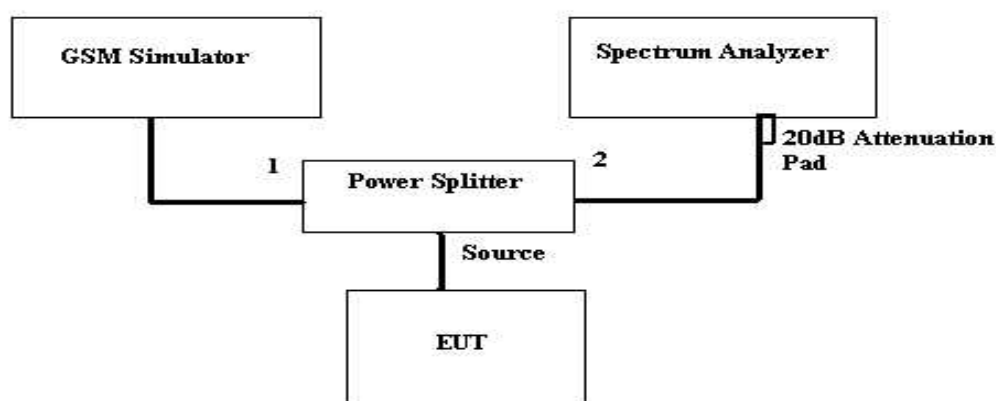 GSM Simulator
Spectrum Analyzer
20dB Attenuation
Pad
1
2
Power Splitter
Source
EUT